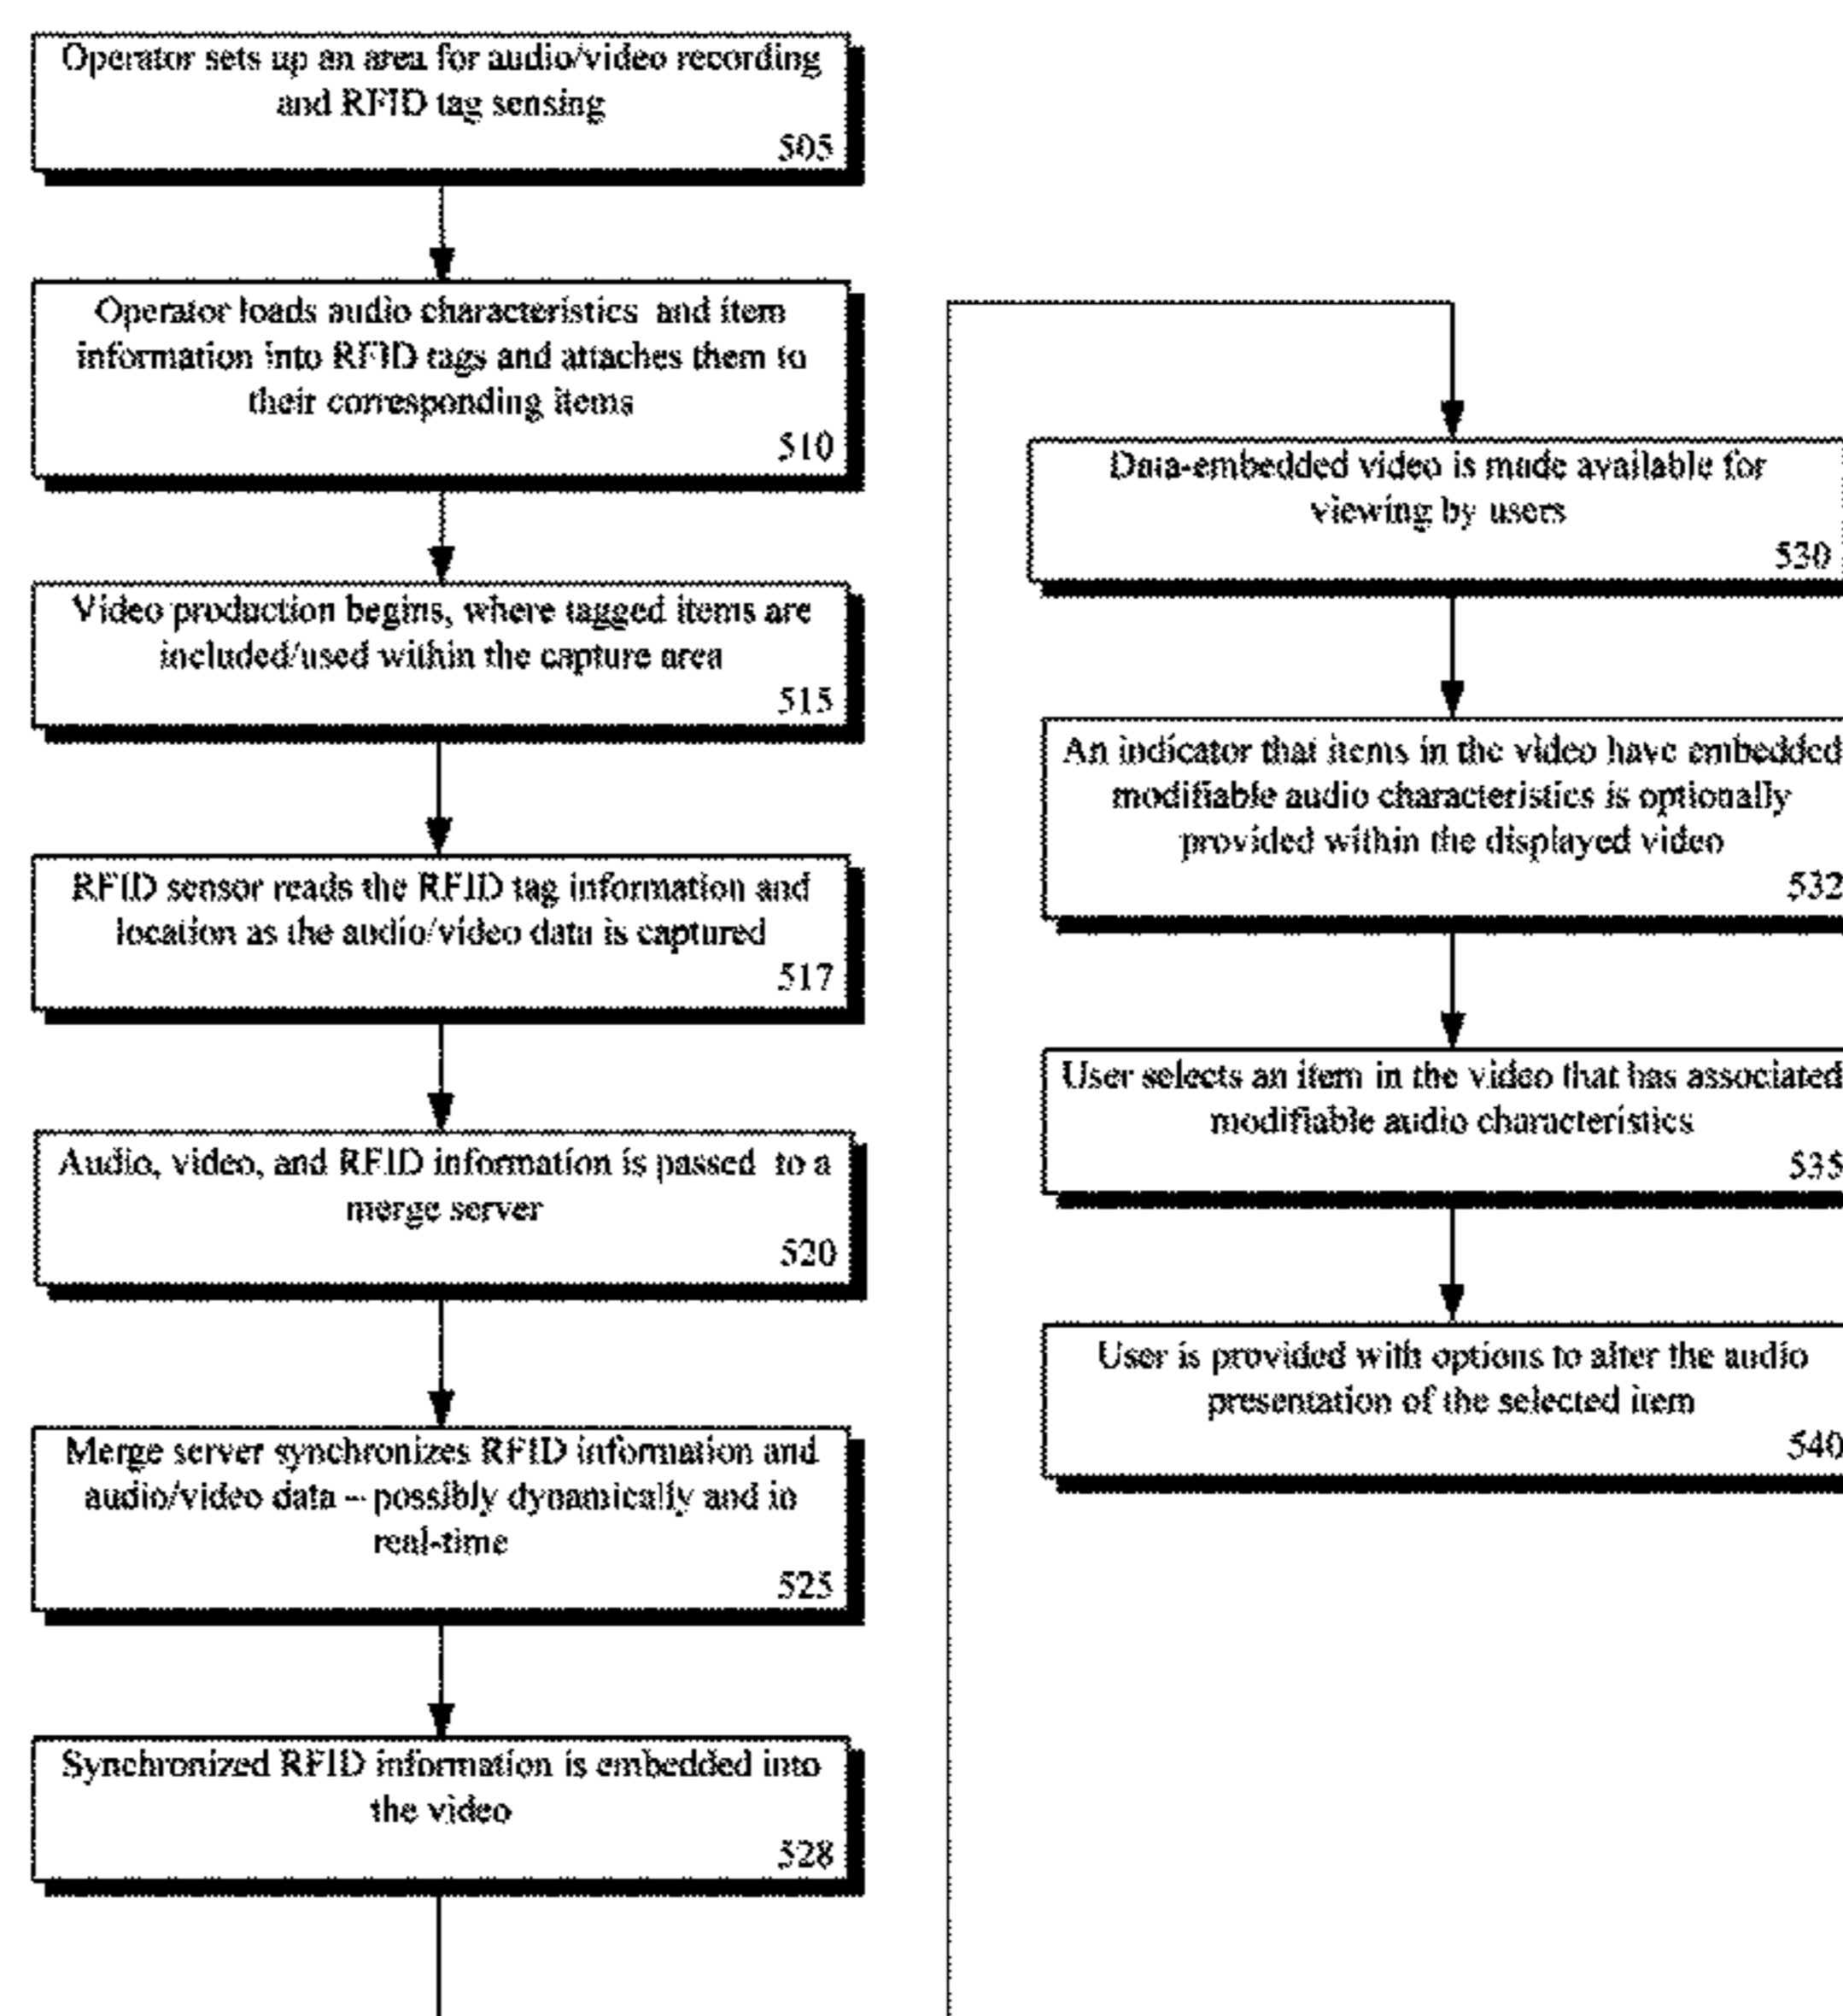 Operator sets up an area for audio/video recording
and RFID tag sensing
505
Operator loads audio characteristics and item
information into RFID tags and attaches them to
their corresponding items
510
Video production begins, where tagged items are
included/used within the capture area
515
RFID sensor reads the RFID tag information and
location as the audio/video data is captured
517
Audio, video, and RFID information is passed to a
merge server
520
Merge server synchronizes RFID information and
audio/video data – possibly dynamically and in
real-time
525
Synchronized RFID information is embedded into
the video
528
Data-embedded video is made available for
viewing by users
530
An indicator that items in the video have embedded
modifiable audio characteristics is optionally
provided within the displayed video
532
User selects an item in the video that has associated
modifiable audio characteristics
535
User is provided with options to alter the audio
presentation of the selected item
540